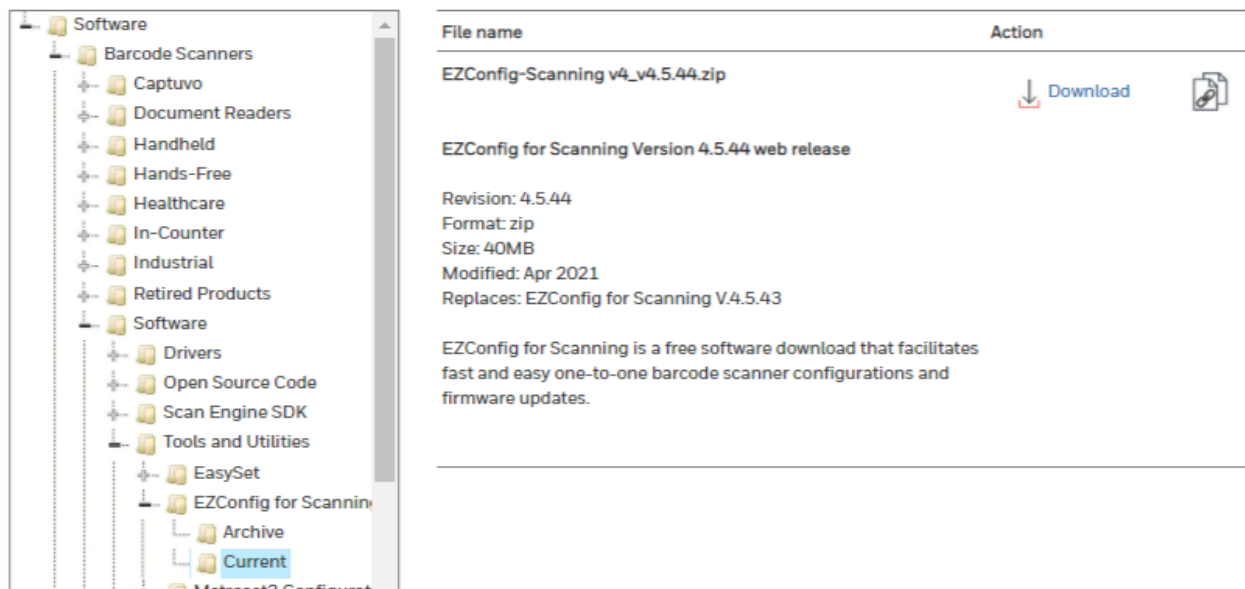 Software
Barcode Scanners
Captuvo
Document Readers
Handheld
Hands-Free
Healthcare
In-Counter
Industrial
Retired Products
Software
Drivers
Open Source Code
Scan Engine SDK
Tools and Utilities
EasySet
EZConfig for Scanning
Archive
Current
File name Action
EZConfig-Scanning v4_v4.5.44.zip
Download
EZConfig for Scanning Version 4.5.44 web release
Revision: 4.5.44
Format: zip
Size: 40MB
Modified: Apr 2021
Replaces: EZConfig for Scanning V.4.5.43
EZConfig for Scanning is a free software download that facilitates
fast and easy one-to-one barcode scanner configurations and
firmware updates.